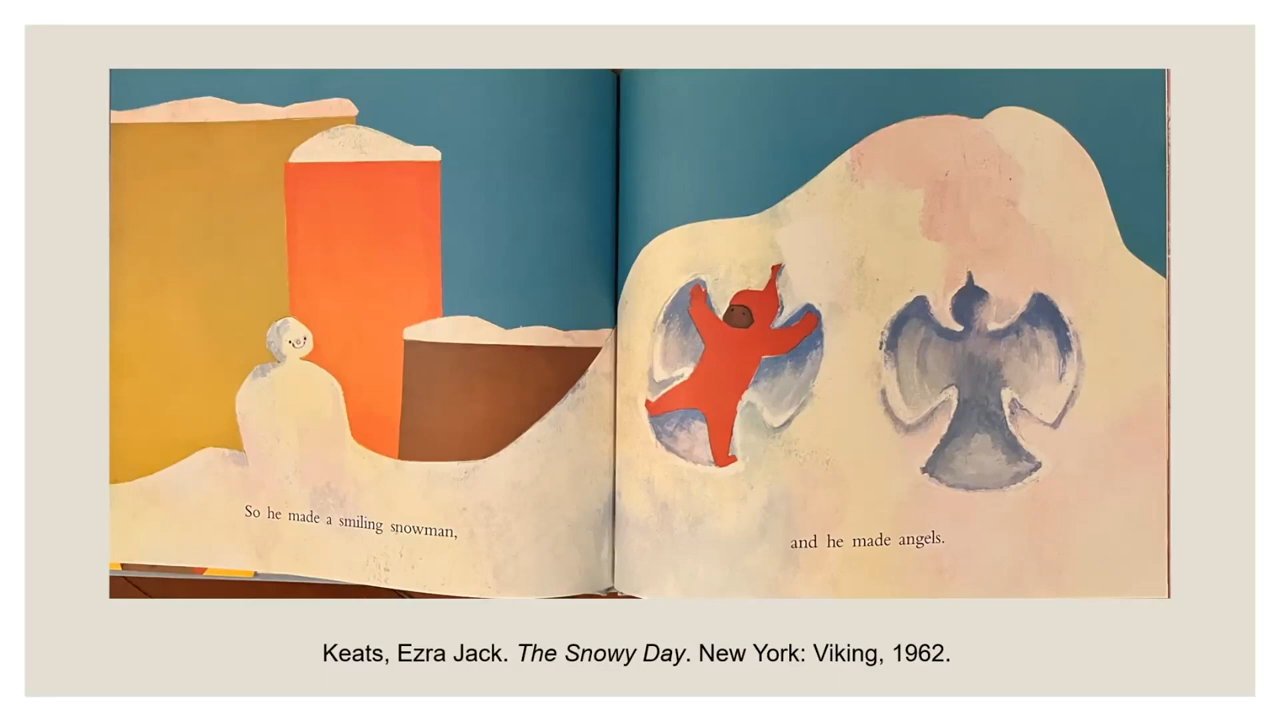 So he made a smiling snowman,
and he made angels.
Keats, Ezra Jack. The Snowy Day. New York: Viking, 1962.